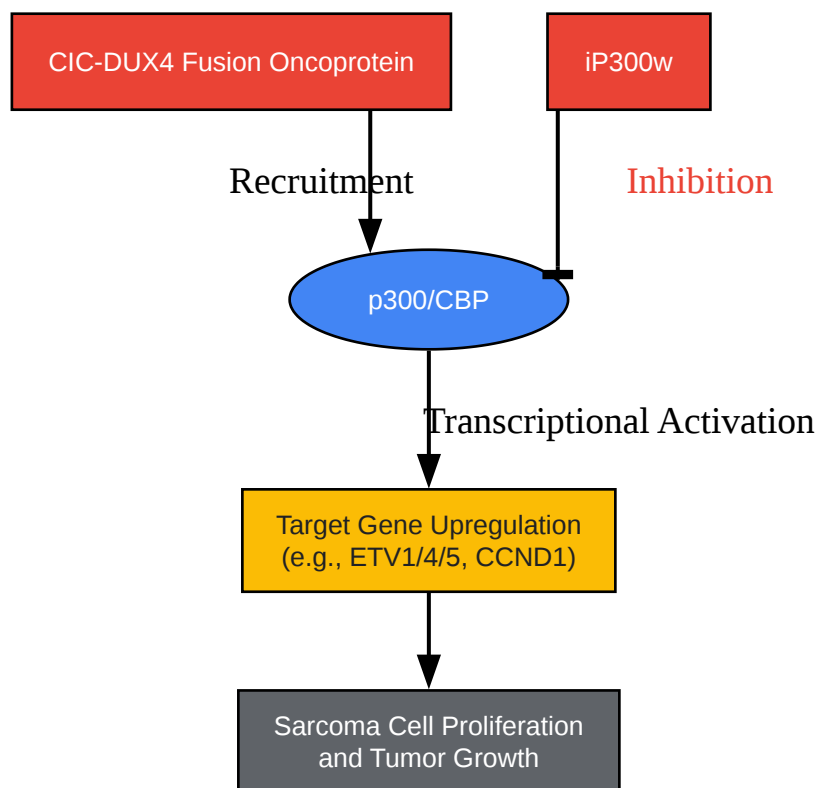 CIC-DUX4 Fusion Oncoprotein
iP300w
Recruitment
Inhibition
p300/CBP
Transcriptional Activation
Target Gene Upregulation
(e.g., ETV1/4/5, CCND1)
Sarcoma Cell Proliferation
and Tumor Growth